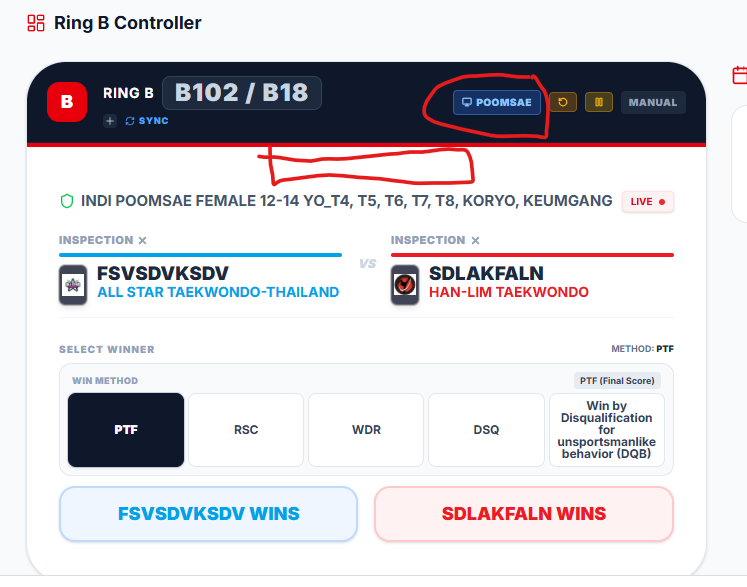 Ring B Controller
B
RING B
B102 / B18
SYNC
POOMSAE
MANUAL
INDI POOMSAE FEMALE 12-14 YO_T4, T5, T6, T7, T8, KORYO, KEUMGANG
LIVE
INSPECTION ✕
FSVSDVKSDV
ALL STAR TAEKWONDO-THAILAND
VS
INSPECTION ✕
SDLAKFALN
HAN-LIM TAEKWONDO
SELECT WINNER
METHOD: PTF
WIN METHOD
PTF (Final Score)
PTF
RSC
WDR
DSQ
Win by
Disqualification
for
unsportsmanlike
behavior (DQB)
FSVSDVKSDV WINS
SDLAKFALN WINS